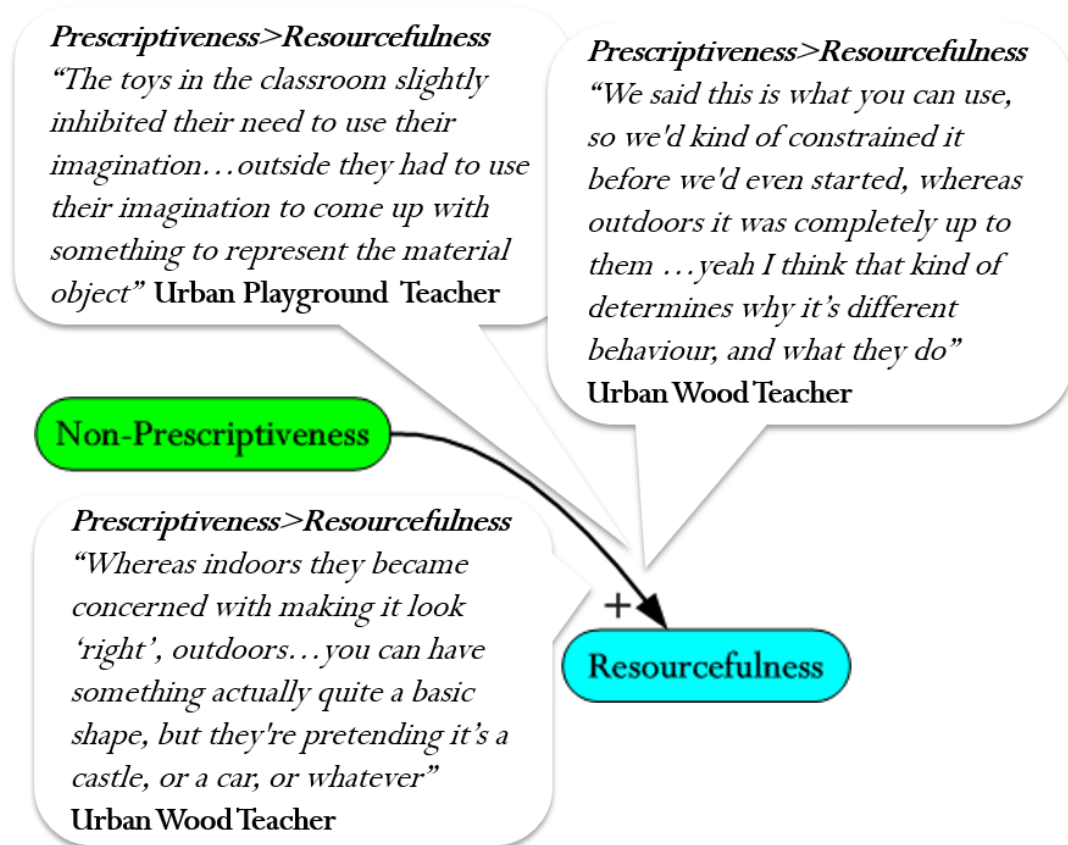 Prescriptiveness>Resourcefulness
“The toys in the classroom slightly
inhibited their need to use their
imagination…outside they had to use
their imagination to come up with
something to represent the material
object” Urban Playground Teacher
Prescriptiveness>Resourcefulness
“We said this is what you can use,
so we'd kind of constrained it
before we'd even started, whereas
outdoors it was completely up to
them …yeah I think that kind of
determines why it’s different
behaviour, and what they do”
Urban Wood Teacher
Non-Prescriptiveness
Prescriptiveness>Resourcefulness
“Whereas indoors they became
concerned with making it look
‘right’, outdoors…you can have
something actually quite a basic
shape, but they're pretending it’s a
castle, or a car, or whatever”
Urban Wood Teacher
+
Resourcefulness